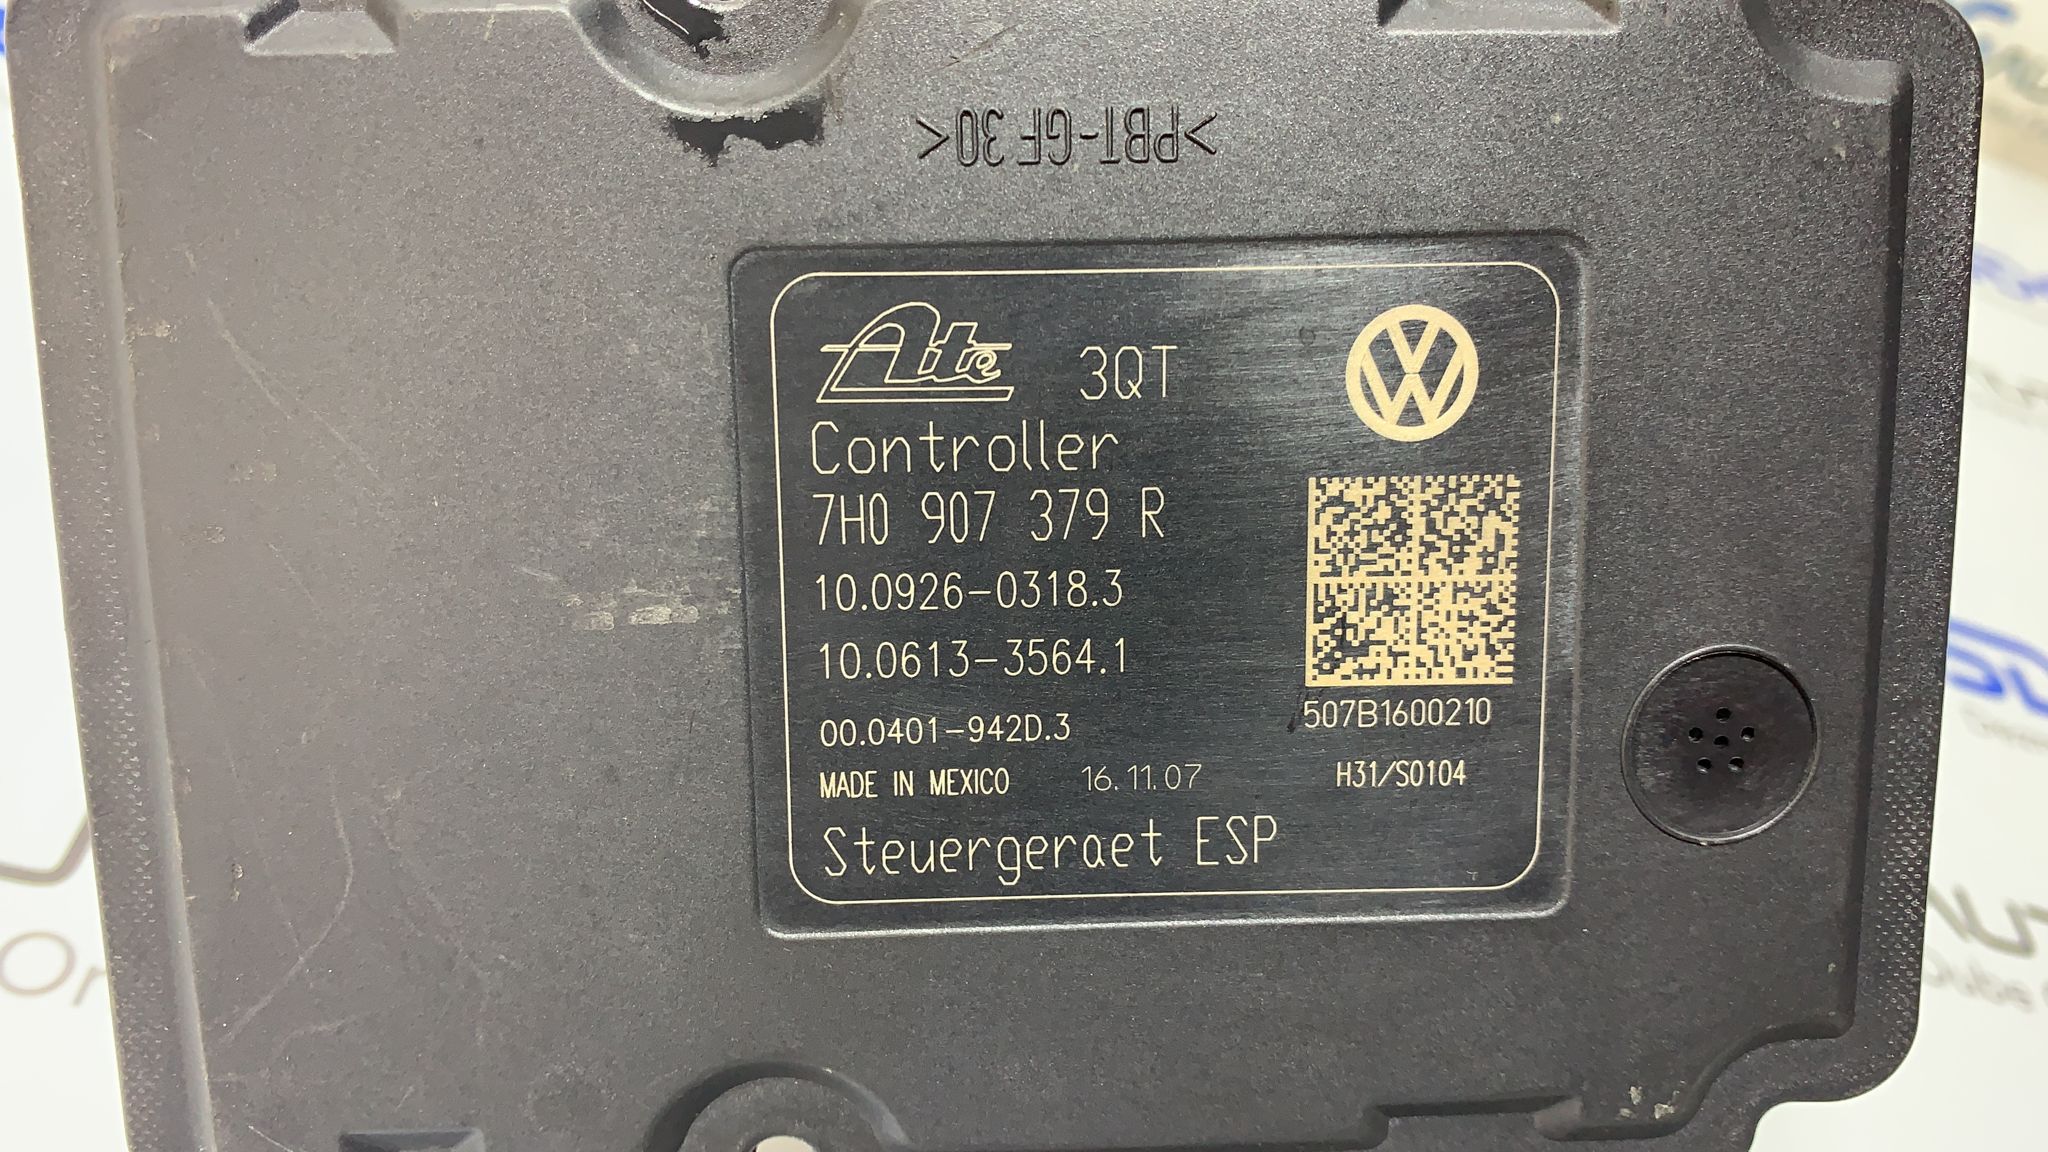 >PBT-GF 30<
Ate 3QT
Controller
7H0 907 379 R
10.0926-0318.3
10.0613-3564.1
507B1600210
00.0401-942D.3
MADE IN MEXICO 16.11.07 H31/S0104
Steuergeraet ESP